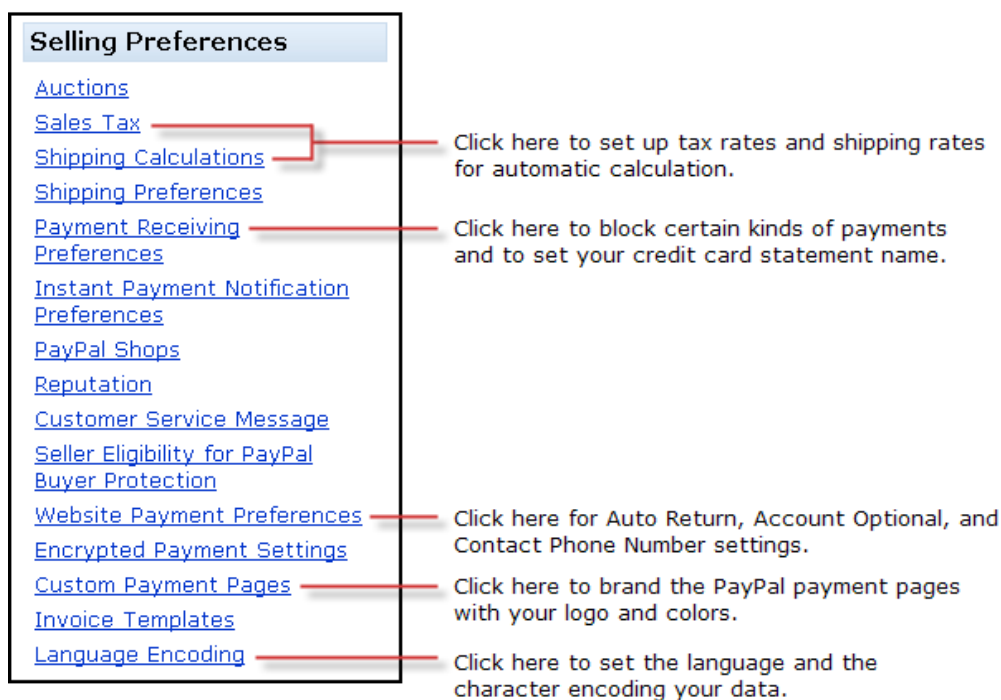 Selling Preferences
Auctions
Sales Tax
Shipping Calculations
Click here to set up tax rates and shipping rates
for automatic calculation.
Shipping Preferences
Payment Receiving
Preferences
Click here to block certain kinds of payments
and to set your credit card statement name.
Instant Payment Notification
Preferences
PayPal Shops
Reputation
Customer Service Message
Seller Eligibility for PayPal
Buyer Protection
Website Payment Preferences
Click here for Auto Return, Account Optional, and
Contact Phone Number settings.
Encrypted Payment Settings
Custom Payment Pages
Click here to brand the PayPal payment pages
with your logo and colors.
Invoice Templates
Language Encoding
Click here to set the language and the
character encoding your data.